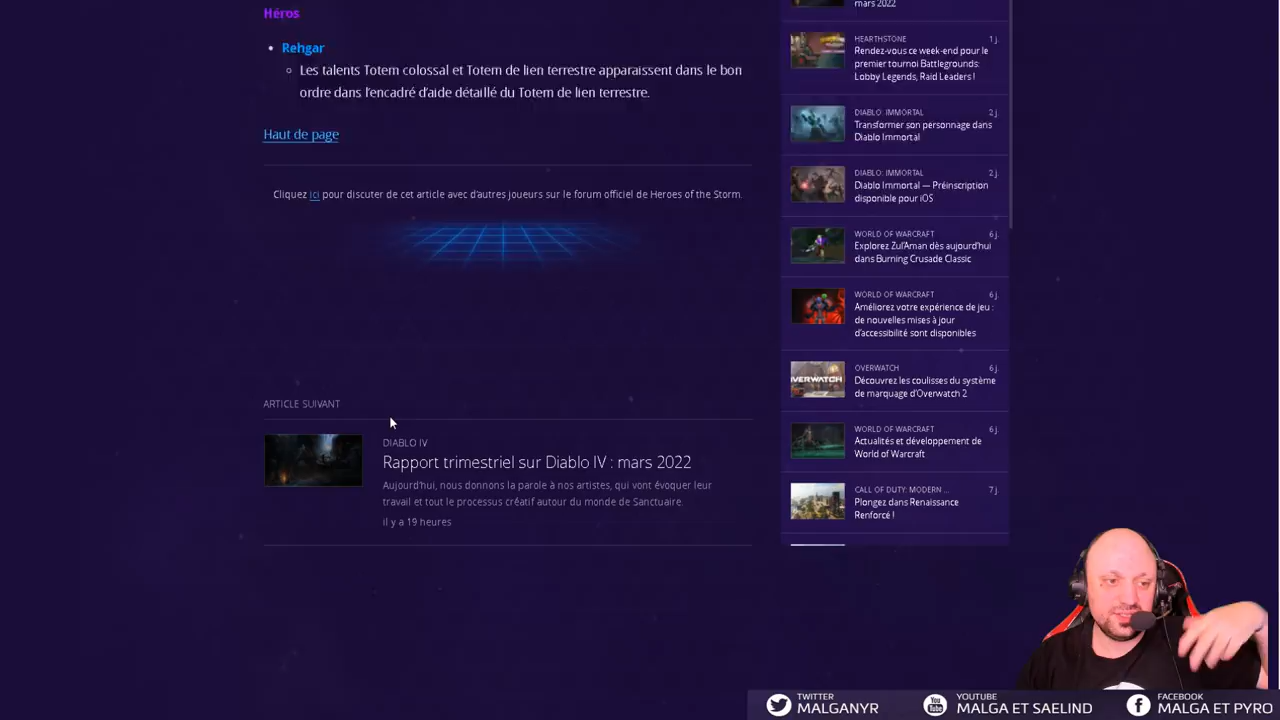 Héros
Rehgar
Les talents Totem colossal et Totem de lien terrestre apparaissent dans le bon
ordre dans l'encadré d'aide détaillé du Totem de lien terrestre.
Haut de page
Cliquez ici pour discuter de cet article avec d'autres joueurs sur le forum officiel de Heroes of the Storm.
ARTICLE SUIVANT
DIABLO IV
Rapport trimestriel sur Diablo IV : mars 2022
Aujourd'hui, nous donnons la parole à nos artistes, qui vont évoquer leur
travail et tout le processus créatif autour du monde de Sanctuaire.
il y a 19 heures
mars 2022
HEARTHSTONE 1 j.
Rendez-vous ce week-end pour le
premier tournoi Battlegrounds:
Lobby Legends, Raid Leaders !
DIABLO: IMMORTAL 2 j.
Transformer son personnage dans
Diablo Immortal
DIABLO: IMMORTAL 2 j.
Diablo Immortal — Préinscription
disponible pour iOS
WORLD OF WARCRAFT 6 j.
Explorez Zul'Aman dès aujourd'hui
dans Burning Crusade Classic
WORLD OF WARCRAFT 6 j.
Améliorez votre expérience de jeu :
de nouvelles mises à jour
d'accessibilité sont disponibles
OVERWATCH 6 j.
Découvrez les coulisses du système
de marquage d'Overwatch 2
WORLD OF WARCRAFT 6 j.
Actualités et développement de
World of Warcraft
CALL OF DUTY: MODERN ... 7 j.
Plongez dans Renaissance
Renforcé !
TWITTER
MALGANYR
YOUTUBE
MALGA ET SAELIND
FACEBOOK
MALGA ET PYRO